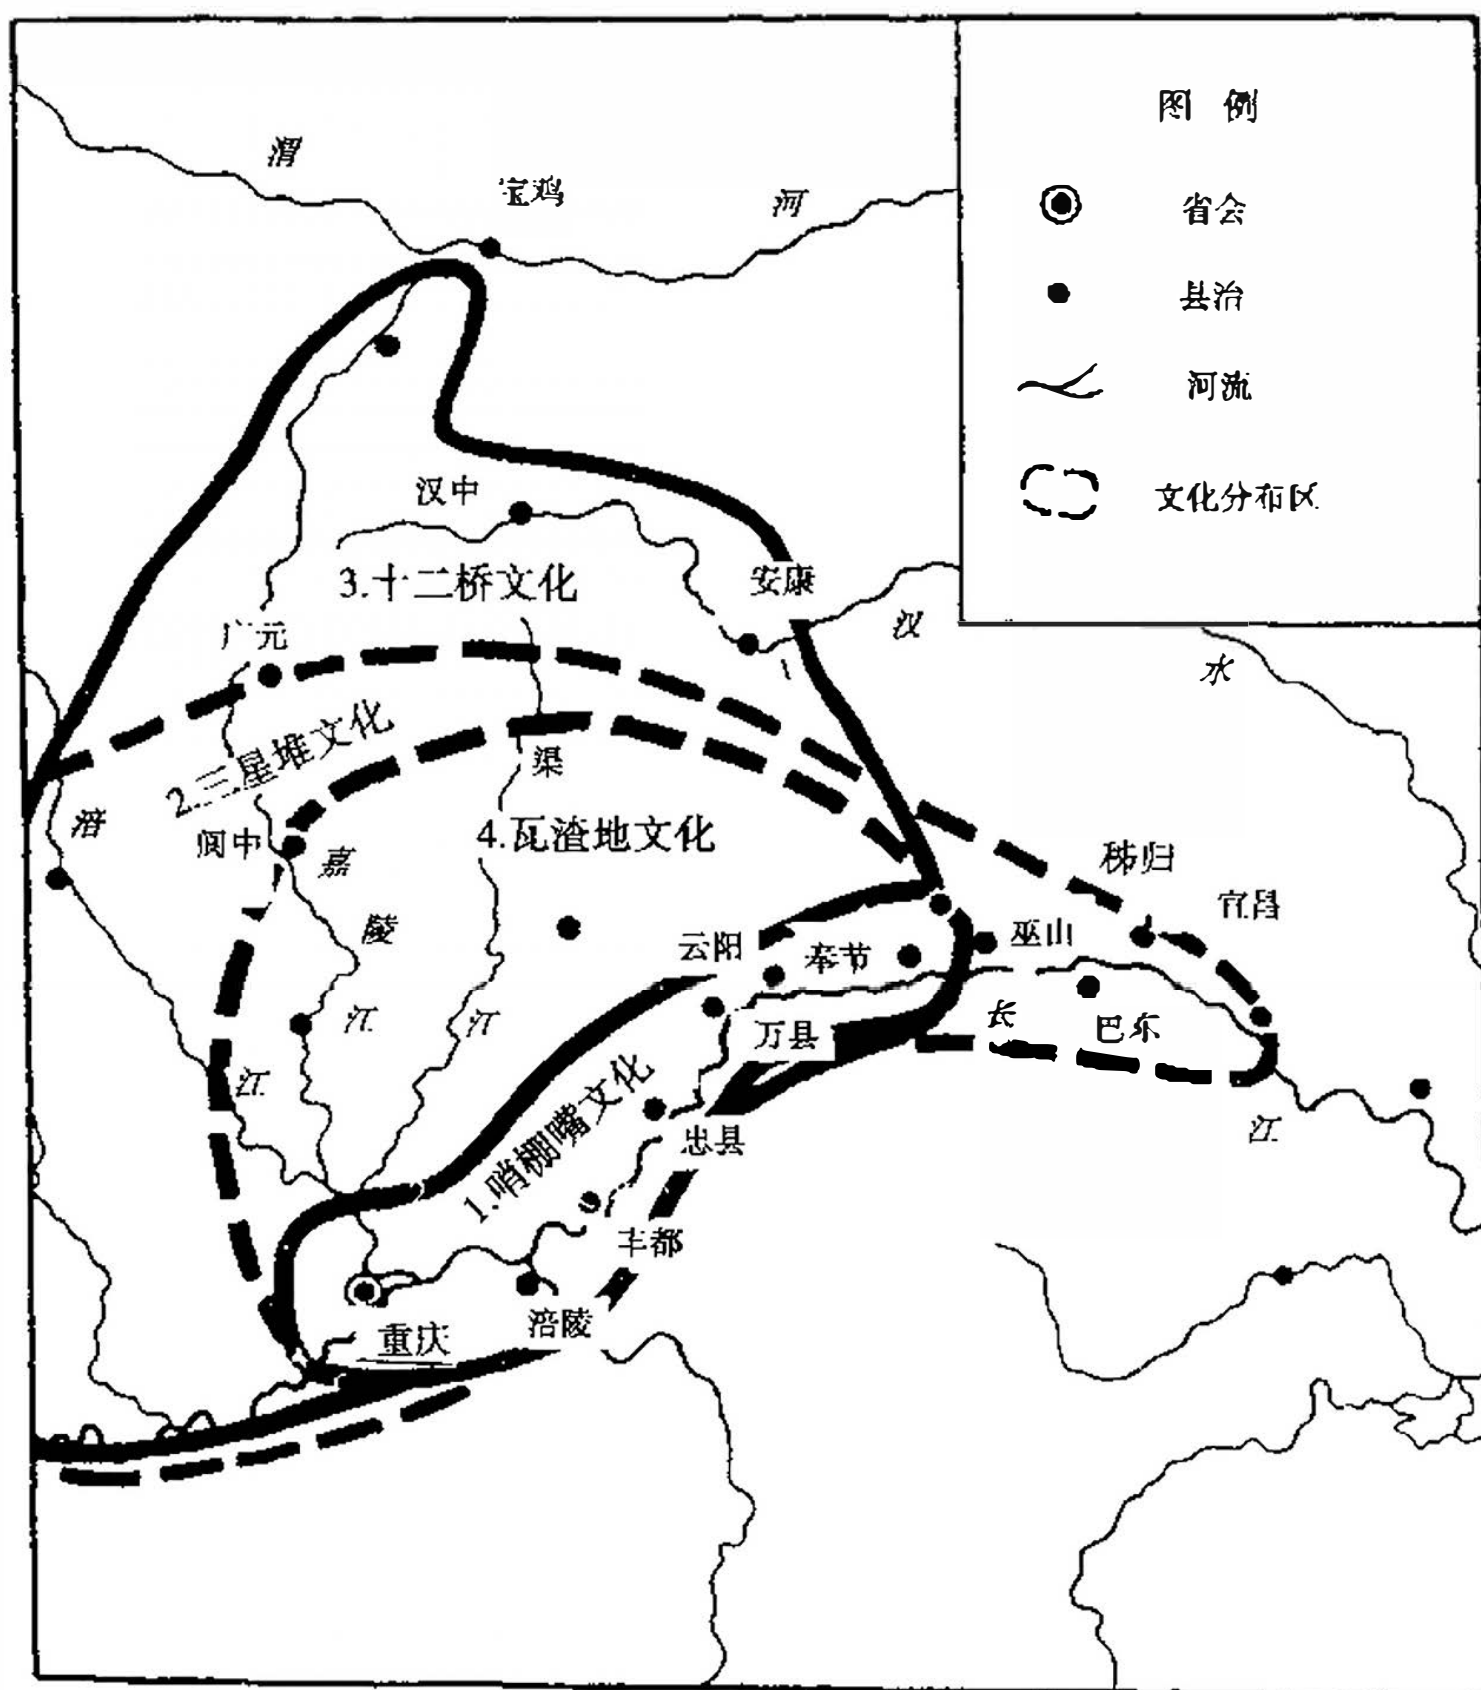 图 例
省会
县治
河流
文化分布区
渭
河
宝鸡
汉中
3.十二桥文化
安康
汉
水
广元
2.三星堆文化
渠
涪
阆中
嘉
4.瓦渣地文化
秭归
宜昌
陵
云阳
奉节
巫山
江
江
万县
长
巴东
江
1.哨棚嘴文化
忠县
江
丰都
涪陵
重庆